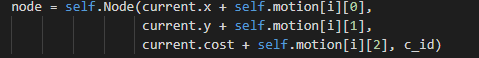 node = self.Node(current.x + self.motion[i][0],
current.y + self.motion[i][1],
current.cost + self.motion[i][2], c_id)